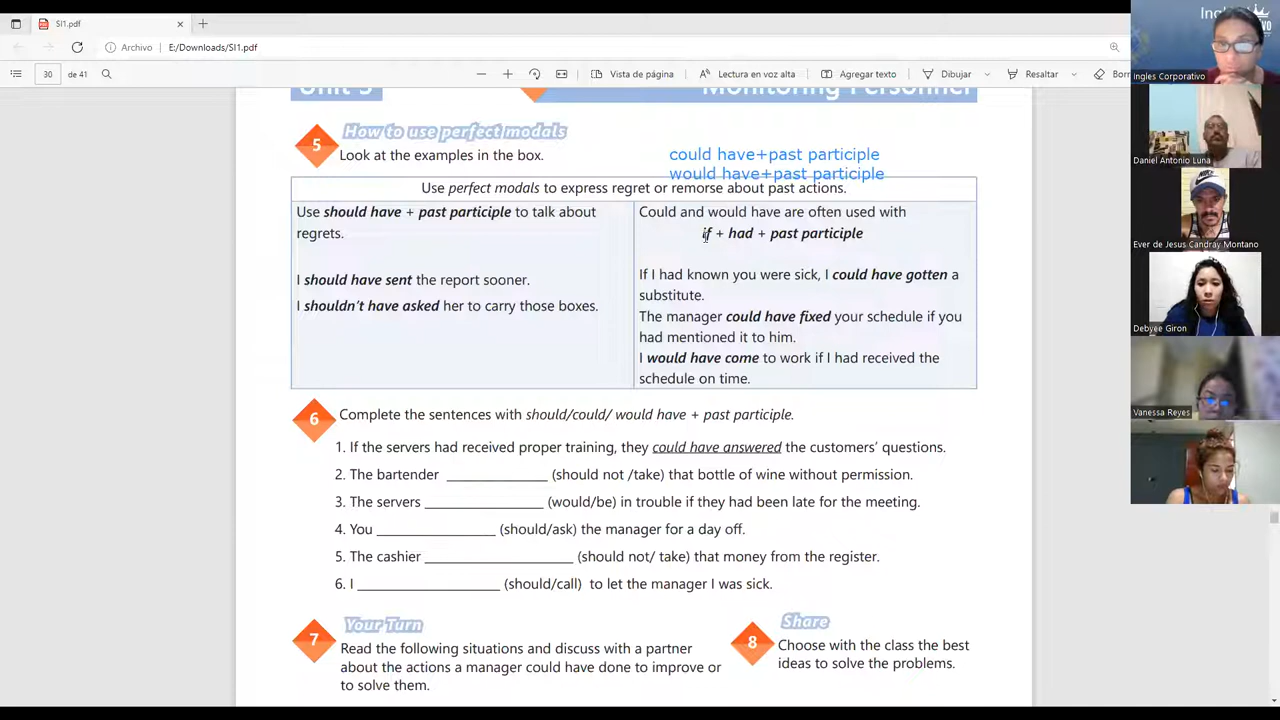 SI1.pdf
Archivo
E:/Downloads/SI1.pdf
30
de 41
Vista de página
Lectura en voz alta
Agregar texto
Dibujar
Resaltar
Unit 5
Monitoring Personnel
5
How to use perfect modals
Look at the examples in the box.
could have+past participle
would have+past participle
Use perfect modals to express regret or remorse about past actions.
Use should have + past participle to talk about
regrets.
I should have sent the report sooner.
I shouldn't have asked her to carry those boxes.
Could and would have are often used with
if + had + past participle
If I had known you were sick, I could have gotten a
substitute.
The manager could have fixed your schedule if you
had mentioned it to him.
I would have come to work if I had received the
schedule on time.
6
Complete the sentences with should/could/ would have + past participle.
1. If the servers had received proper training, they could have answered the customers' questions.
2. The bartender _____________ (should not /take) that bottle of wine without permission.
3. The servers _______________ (would/be) in trouble if they had been late for the meeting.
4. You _______________ (should/ask) the manager for a day off.
5. The cashier ___________________ (should not/ take) that money from the register.
6. I __________________ (should/call) to let the manager I was sick.
7
Your Turn
Read the following situations and discuss with a partner
about the actions a manager could have done to improve or
to solve them.
8
Share
Choose with the class the best
ideas to solve the problems.
Ingles Corporativo
Daniel Antonio Luna
Ever de Jesus Candray Montano
Debyee Giron
Vanessa Reyes